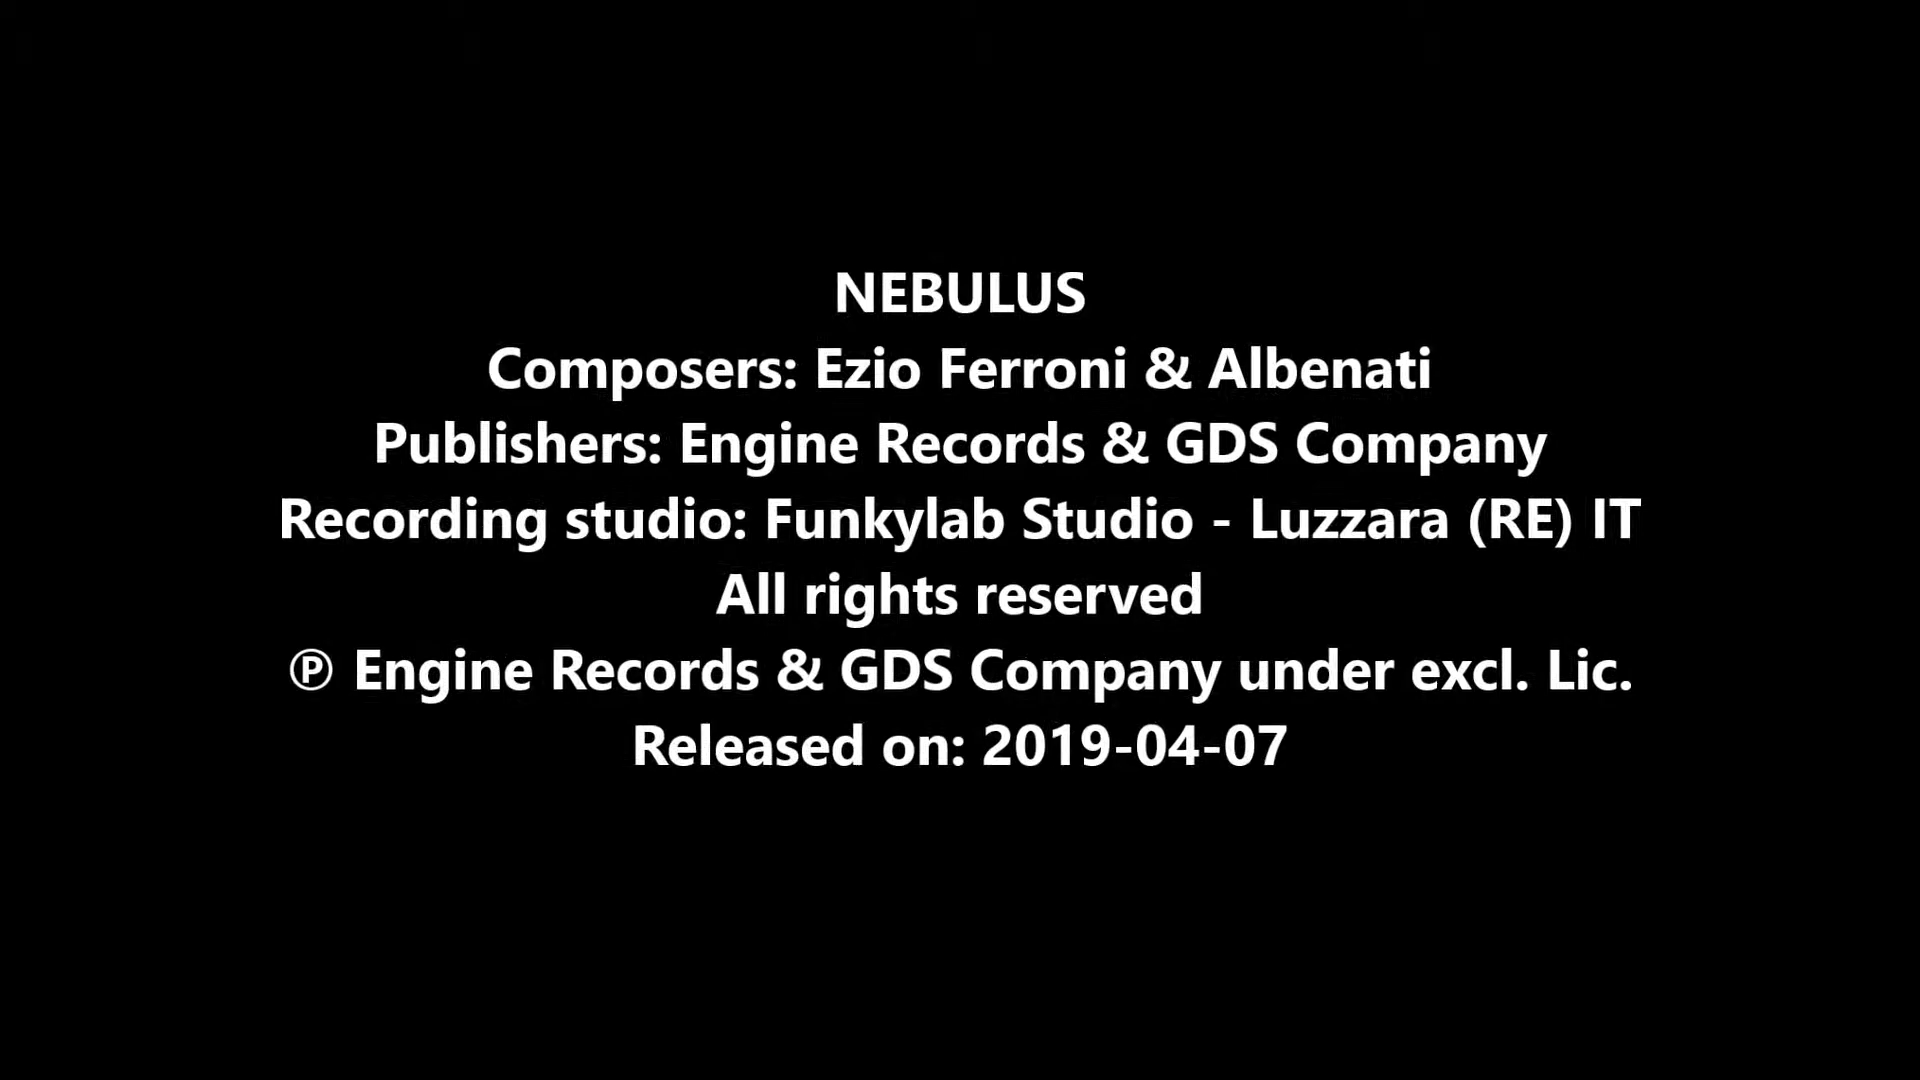 NEBULUS
Composers: Ezio Ferroni & Albenati
Publishers: Engine Records & GDS Company
Recording studio: Funkylab Studio - Luzzara (RE) IT
All rights reserved
℗ Engine Records & GDS Company under excl. Lic.
Released on: 2019-04-07